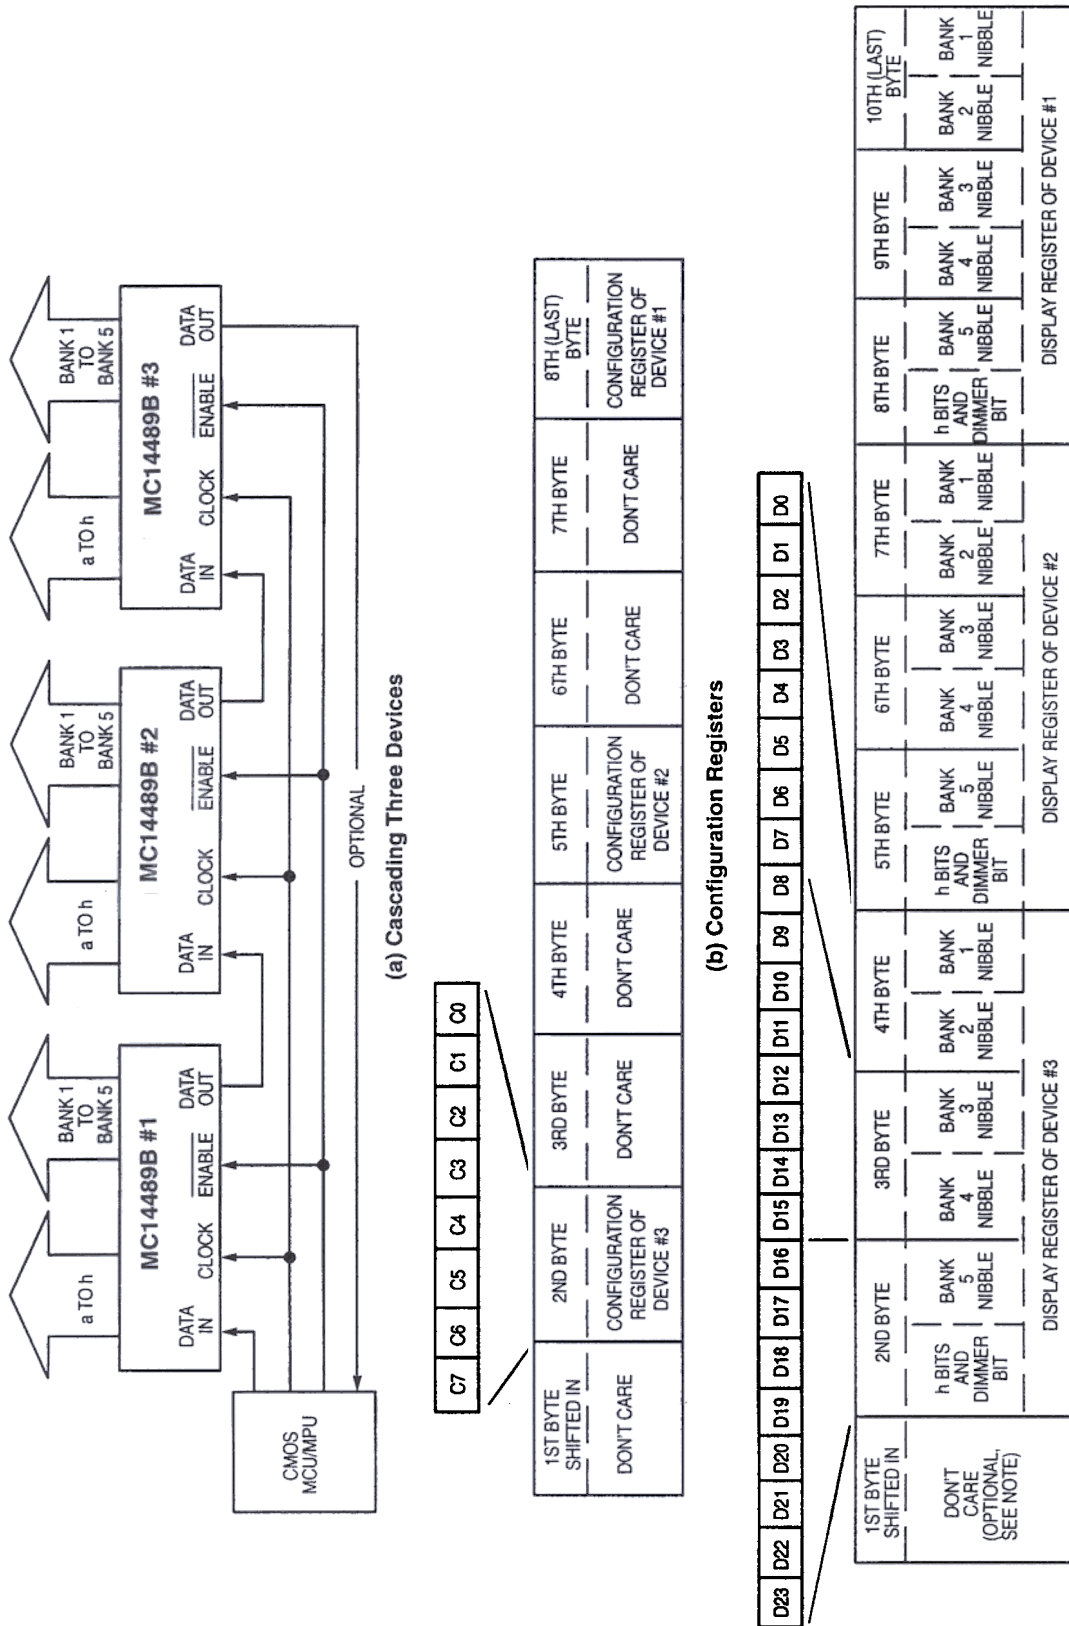 a TO h
BANK 1
TO
BANK 5
a TO h
BANK 1
TO
BANK 5
a TO h
BANK 1
TO
BANK 5
MC14489B #1
DATA
IN
CLOCK
ENABLE
DATA
OUT
MC14489B #2
DATA
IN
CLOCK
ENABLE
DATA
OUT
MC14489B #3
DATA
IN
CLOCK
ENABLE
DATA
OUT
CMOS
MCU/MPU
OPTIONAL
(a) Cascading Three Devices
C7 C6 C5 C4 C3 C2 C1 C0
1ST BYTE
SHIFTED IN
DON'T CARE
2ND BYTE
CONFIGURATION
REGISTER OF
DEVICE #3
3RD BYTE
DON'T CARE
4TH BYTE
DON'T CARE
5TH BYTE
CONFIGURATION
REGISTER OF
DEVICE #2
6TH BYTE
DON'T CARE
7TH BYTE
DON'T CARE
8TH (LAST)
BYTE
CONFIGURATION
REGISTER OF
DEVICE #1
(b) Configuration Registers
D23 D22 D21 D20 D19 D18 D17 D16 D15 D14 D13 D12 D11 D10 D9 D8 D7 D6 D5 D4 D3 D2 D1 D0
1ST BYTE
SHIFTED IN
DON'T
CARE
(OPTIONAL,
SEE NOTE)
2ND BYTE
h BITS
AND
DIMMER
BIT
BANK
5
NIBBLE
3RD BYTE
BANK
4
NIBBLE
BANK
3
NIBBLE
4TH BYTE
BANK
2
NIBBLE
BANK
1
NIBBLE
DISPLAY REGISTER OF DEVICE #3
5TH BYTE
h BITS
AND
DIMMER
BIT
BANK
5
NIBBLE
6TH BYTE
BANK
4
NIBBLE
BANK
3
NIBBLE
7TH BYTE
BANK
2
NIBBLE
BANK
1
NIBBLE
DISPLAY REGISTER OF DEVICE #2
8TH BYTE
h BITS
AND
DIMMER
BIT
BANK
5
NIBBLE
9TH BYTE
BANK
4
NIBBLE
BANK
3
NIBBLE
10TH (LAST)
BYTE
BANK
2
NIBBLE
BANK
1
NIBBLE
DISPLAY REGISTER OF DEVICE #1